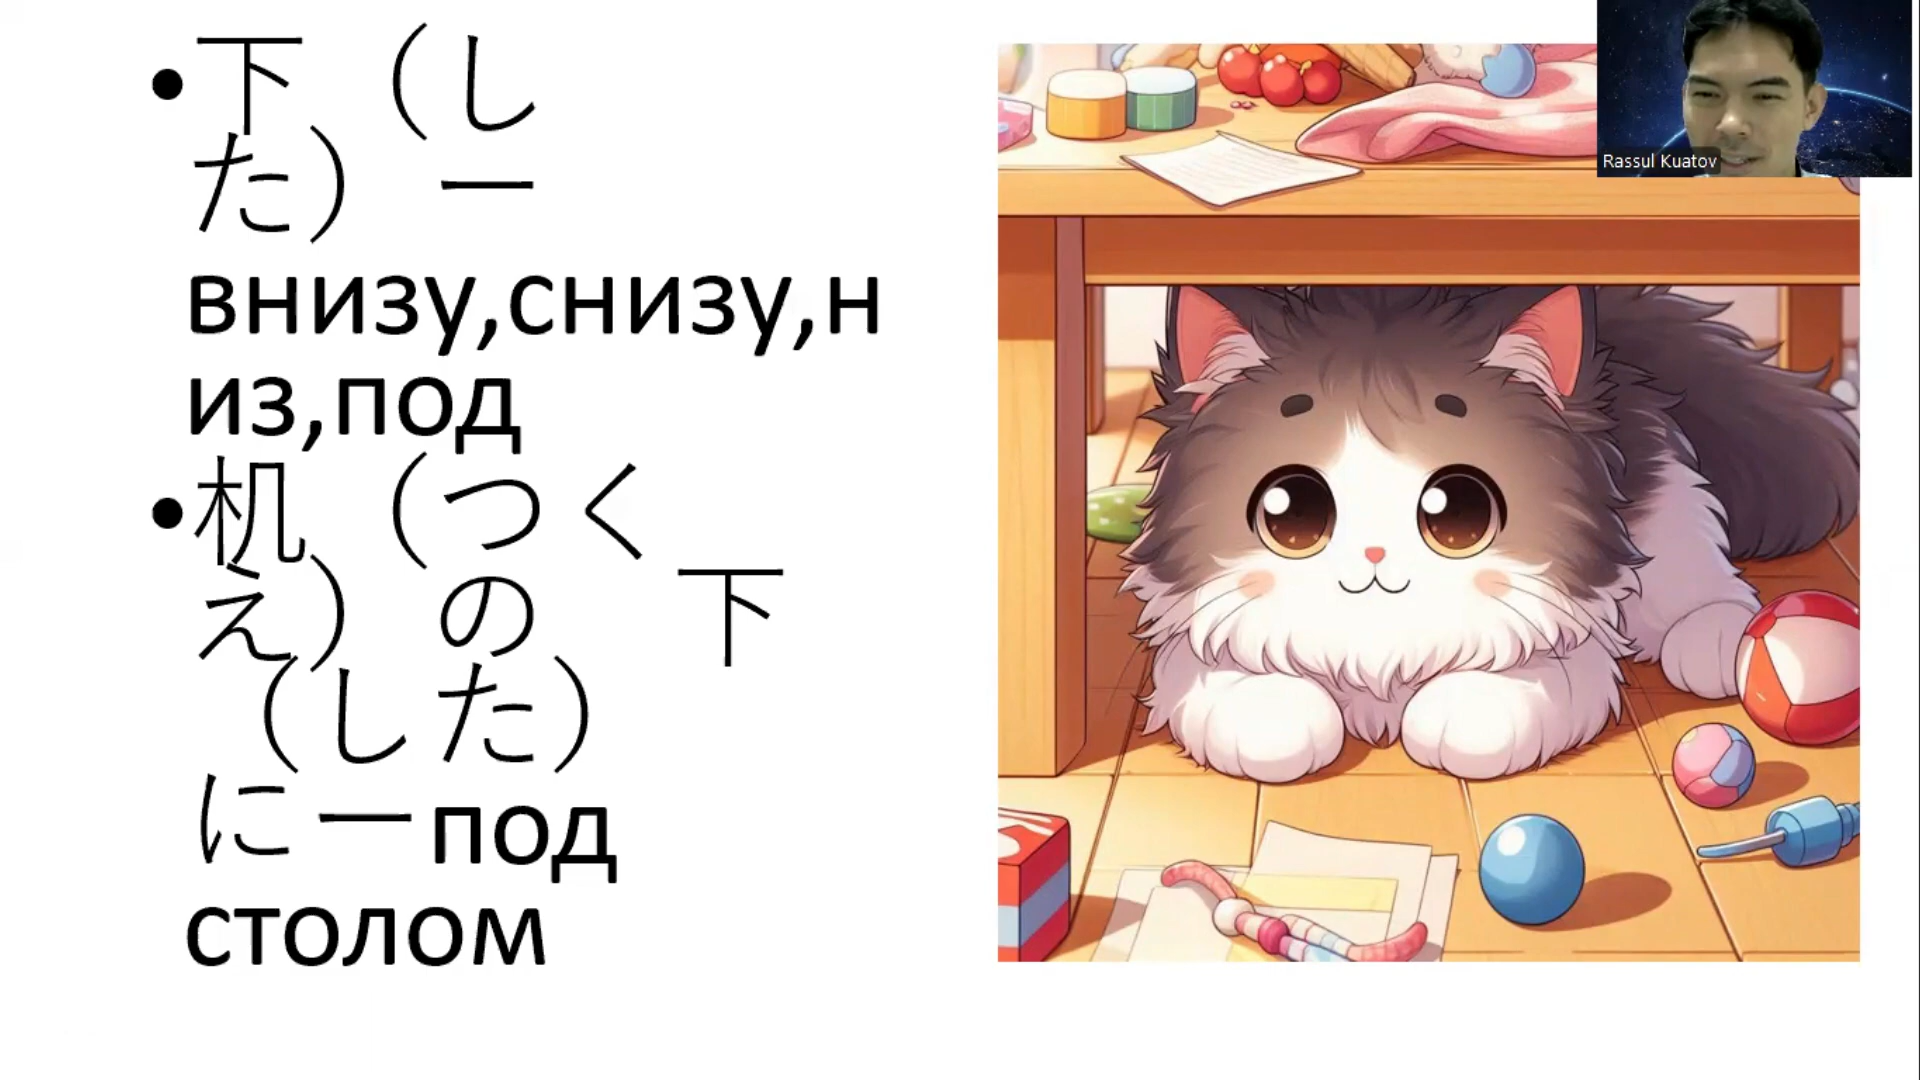 •下（し
た）ー
внизу,снизу,н
из,под
•机（つく
え）の 下
（した）
にーпод
столом
Rassul Kuatov